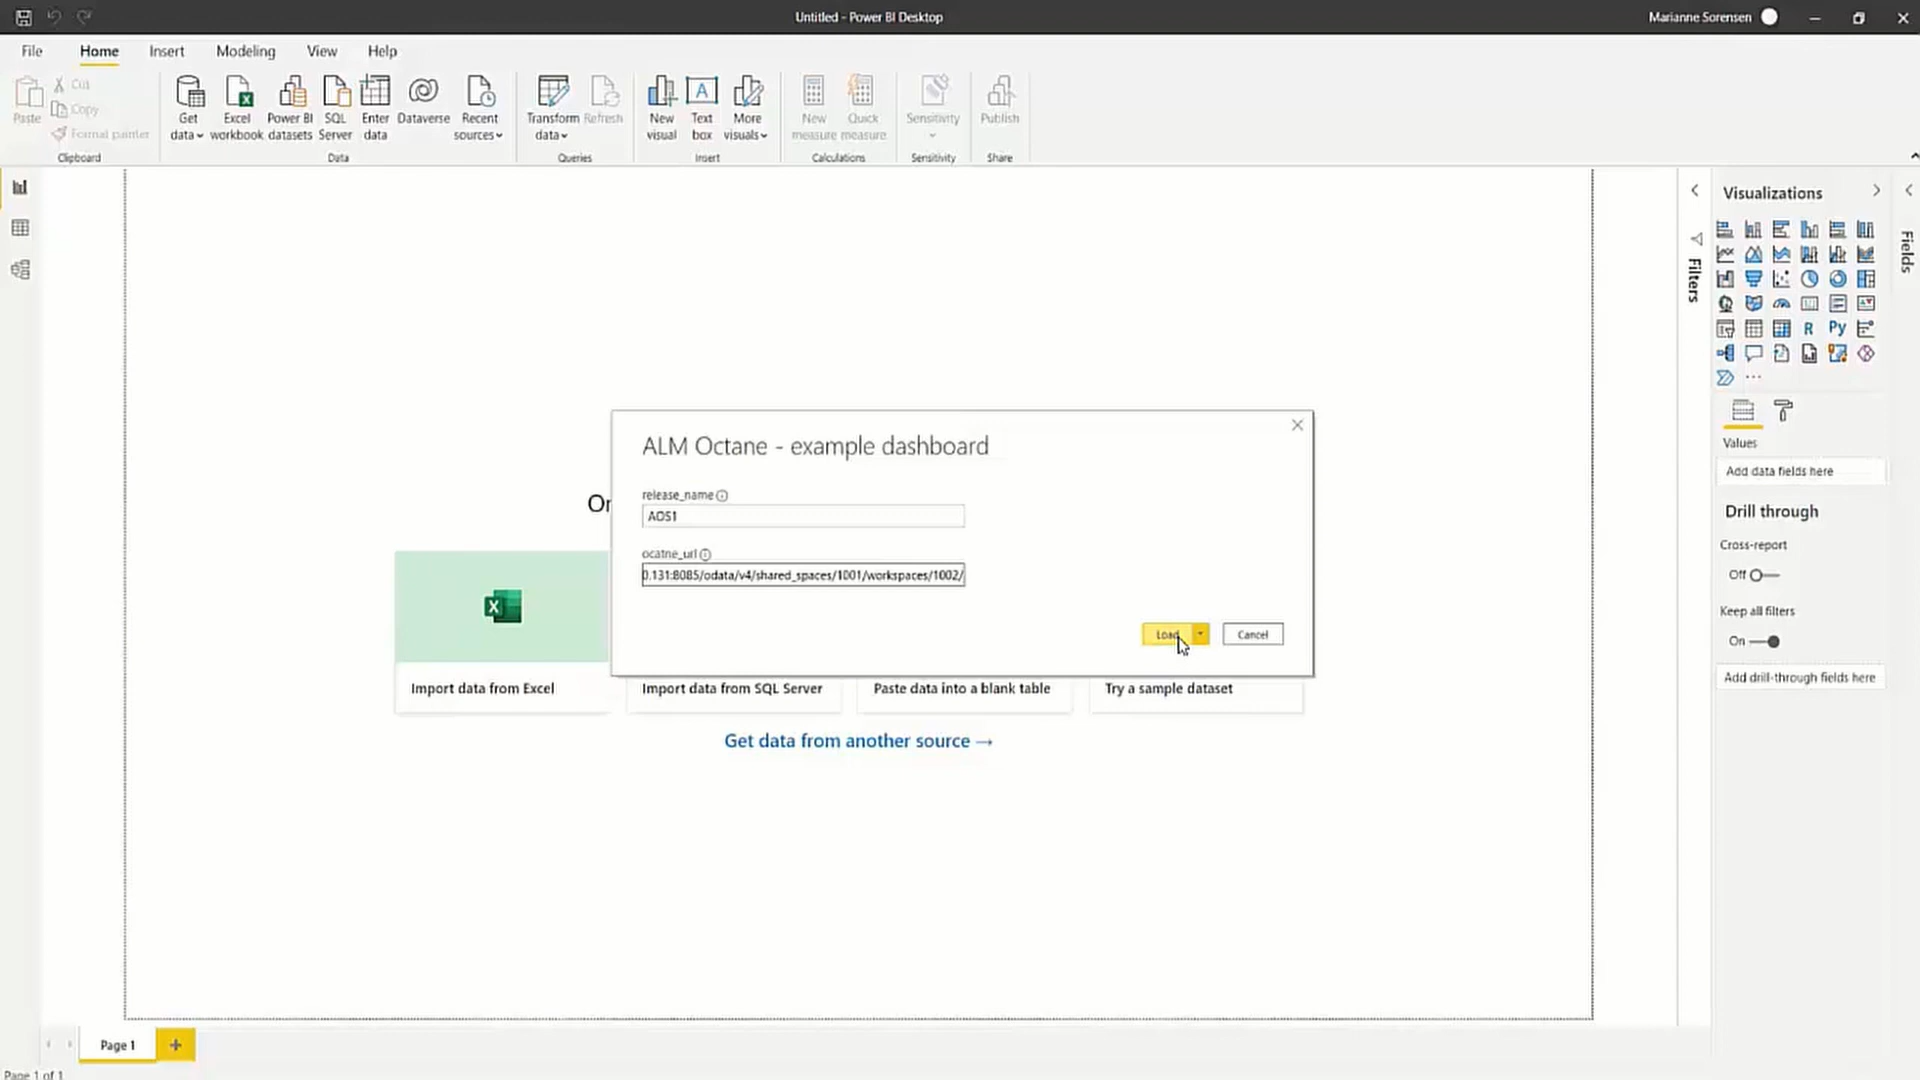 Untitled - Power BI Desktop
Marianne Sorensen
File Home Insert Modeling View Help
Paste
Cut
Copy
Format painter
Clipboard
Get data
Excel workbook
Power BI datasets
SQL Server
Enter data
Dataverse
Recent sources
Data
Transform data
Refresh
Queries
New visual
Text box
More visuals
Insert
New measure
Quick measure
Calculations
Sensitivity
Sensitivity
Publish
Share
Filters
Visualizations
Fields
R Py
Values
Add data fields here
Drill through
Cross-report
Off
Keep all filters
On
Add drill-through fields here
On
ALM Octane - example dashboard
release_name
AOS1
ocatne_url
0.131:8085/odata/v4/shared_spaces/1001/workspaces/1002/
Load
Cancel
Import data from Excel
Import data from SQL Server
Paste data into a blank table
Try a sample dataset
Get data from another source →
Page 1
Page 1 of 1